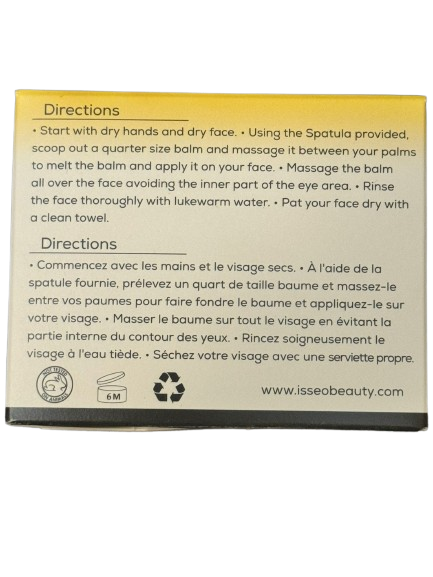 Directions
• Start with dry hands and dry face. • Using the Spatula provided,
scoop out a quarter size balm and massage it between your palms
to melt the balm and apply it on your face. • Massage the balm
all over the face avoiding the inner part of the eye area. • Rinse
the face thoroughly with lukewarm water. • Pat your face dry with
a clean towel.
Directions
• Commencez avec les mains et le visage secs. • À l'aide de la
spatule fournie, prélevez un quart de taille baume et massez-le
entre vos paumes pour faire fondre le baume et appliquez-le sur
votre visage. • Masser le baume sur tout le visage en évitant la
partie interne du contour des yeux. • Rincez soigneusement le
visage à l'eau tiède. • Séchez votre visage avec une serviette propre.
NOT TESTED
ON ANIMALS
6 M
www.isseobeauty.com